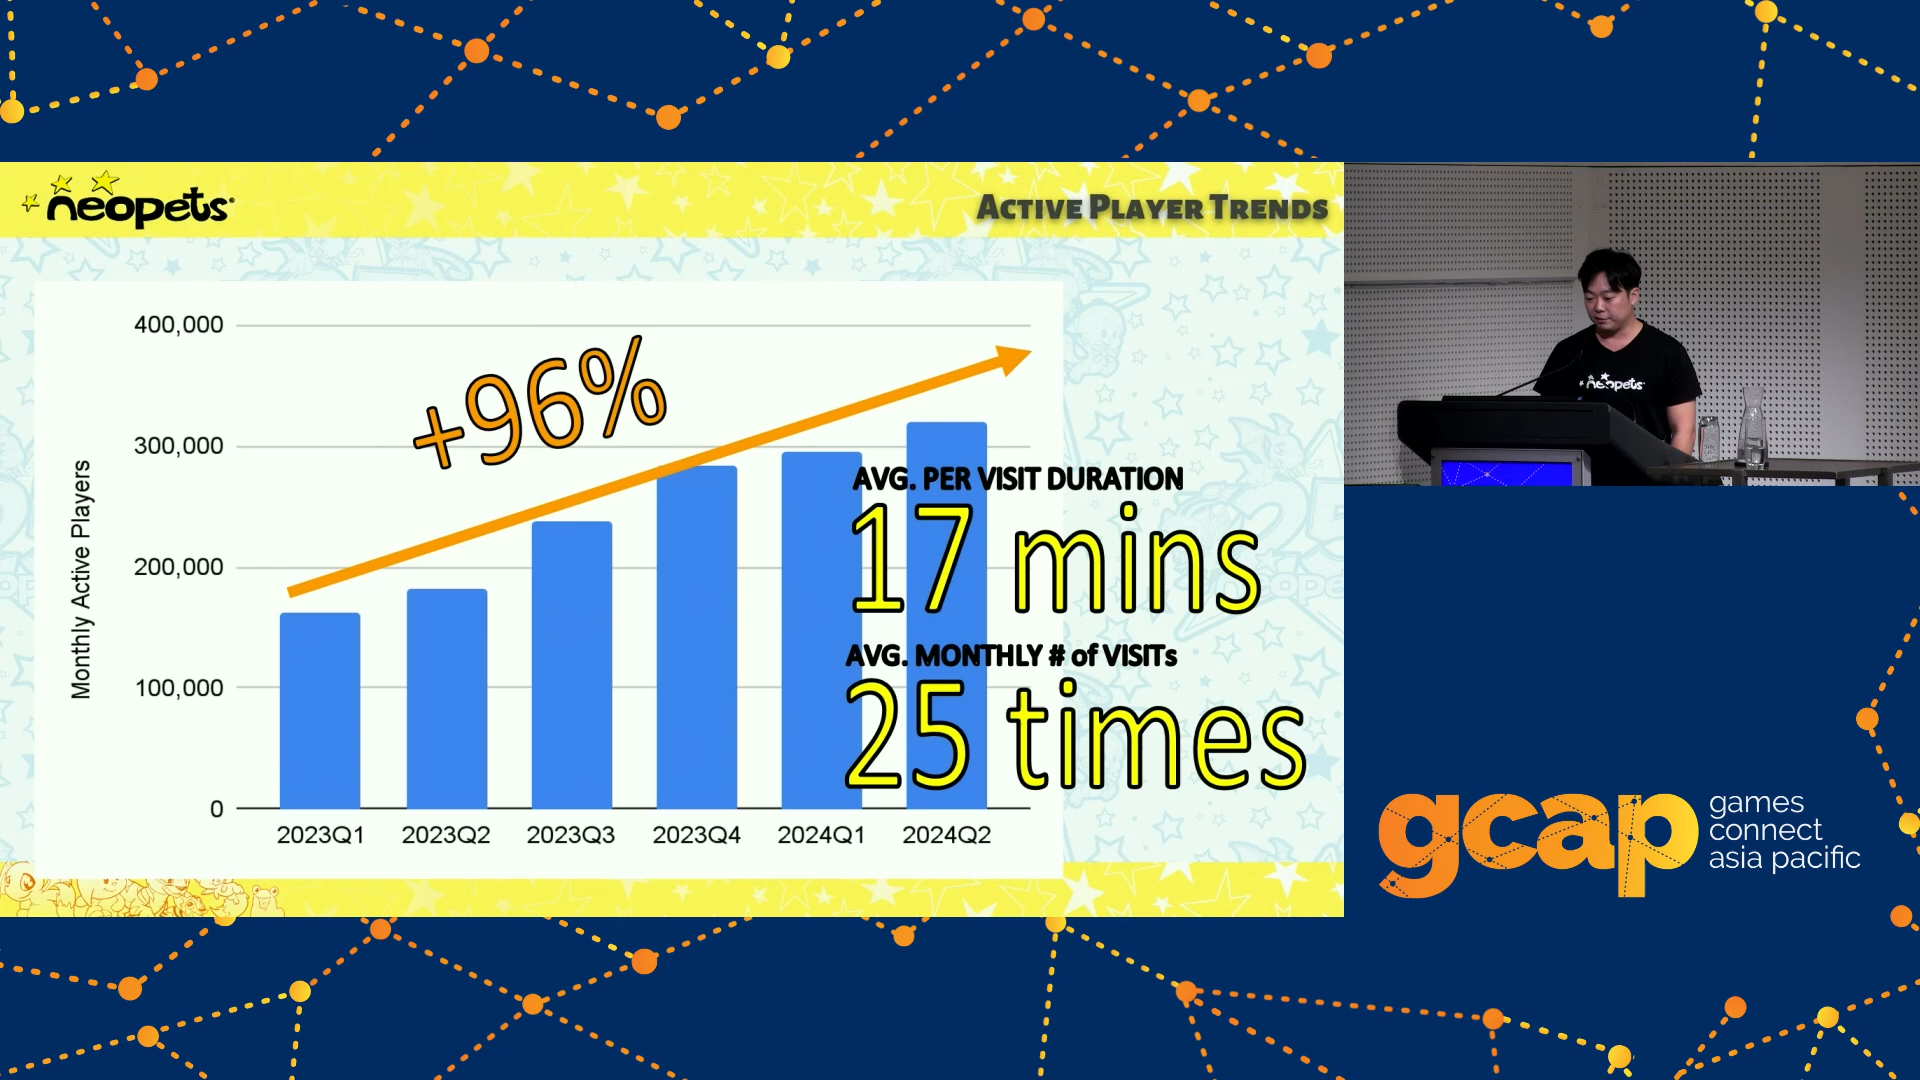 neopets
ACTIVE PLAYER TRENDS
400,000
300,000
200,000
100,000
0
Monthly Active Players
+96%
AVG. PER VISIT DURATION
17 mins
AVG. MONTHLY # of VISITs
25 times
2023Q1
2023Q2
2023Q3
2023Q4
2024Q1
2024Q2
neopets
gcap
games
connect
asia pacific